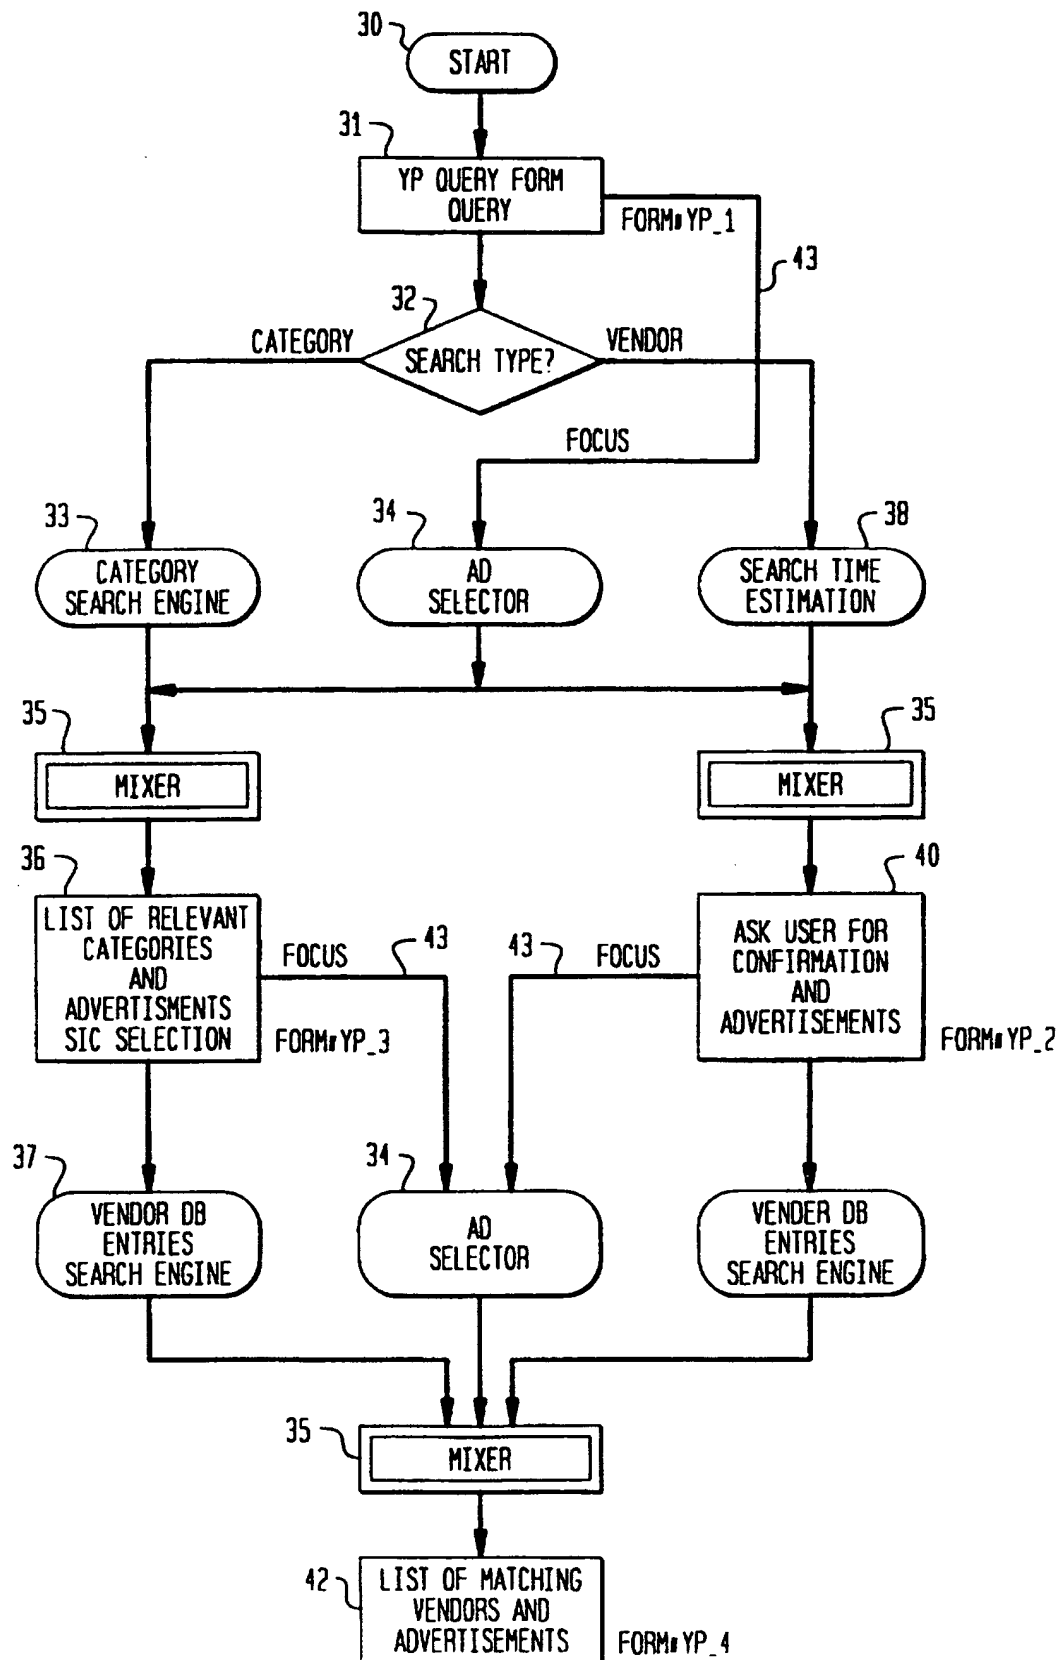 30
START
31
YP QUERY FORM
QUERY
FORM#YP_1
43
32
CATEGORY
SEARCH TYPE?
VENDOR
FOCUS
33
CATEGORY
SEARCH ENGINE
34
AD
SELECTOR
38
SEARCH TIME
ESTIMATION
35
MIXER
35
MIXER
36
LIST OF RELEVANT
CATEGORIES
AND
ADVERTISMENTS
SIC SELECTION
FOCUS
43
FORM#YP_3
43
FOCUS
40
ASK USER FOR
CONFIRMATION
AND
ADVERTISEMENTS
FORM#YP_2
37
VENDOR DB
ENTRIES
SEARCH ENGINE
34
AD
SELECTOR
VENDER DB
ENTRIES
SEARCH ENGINE
35
MIXER
42
LIST OF MATCHING
VENDORS AND
ADVERTISEMENTS
FORM#YP_4